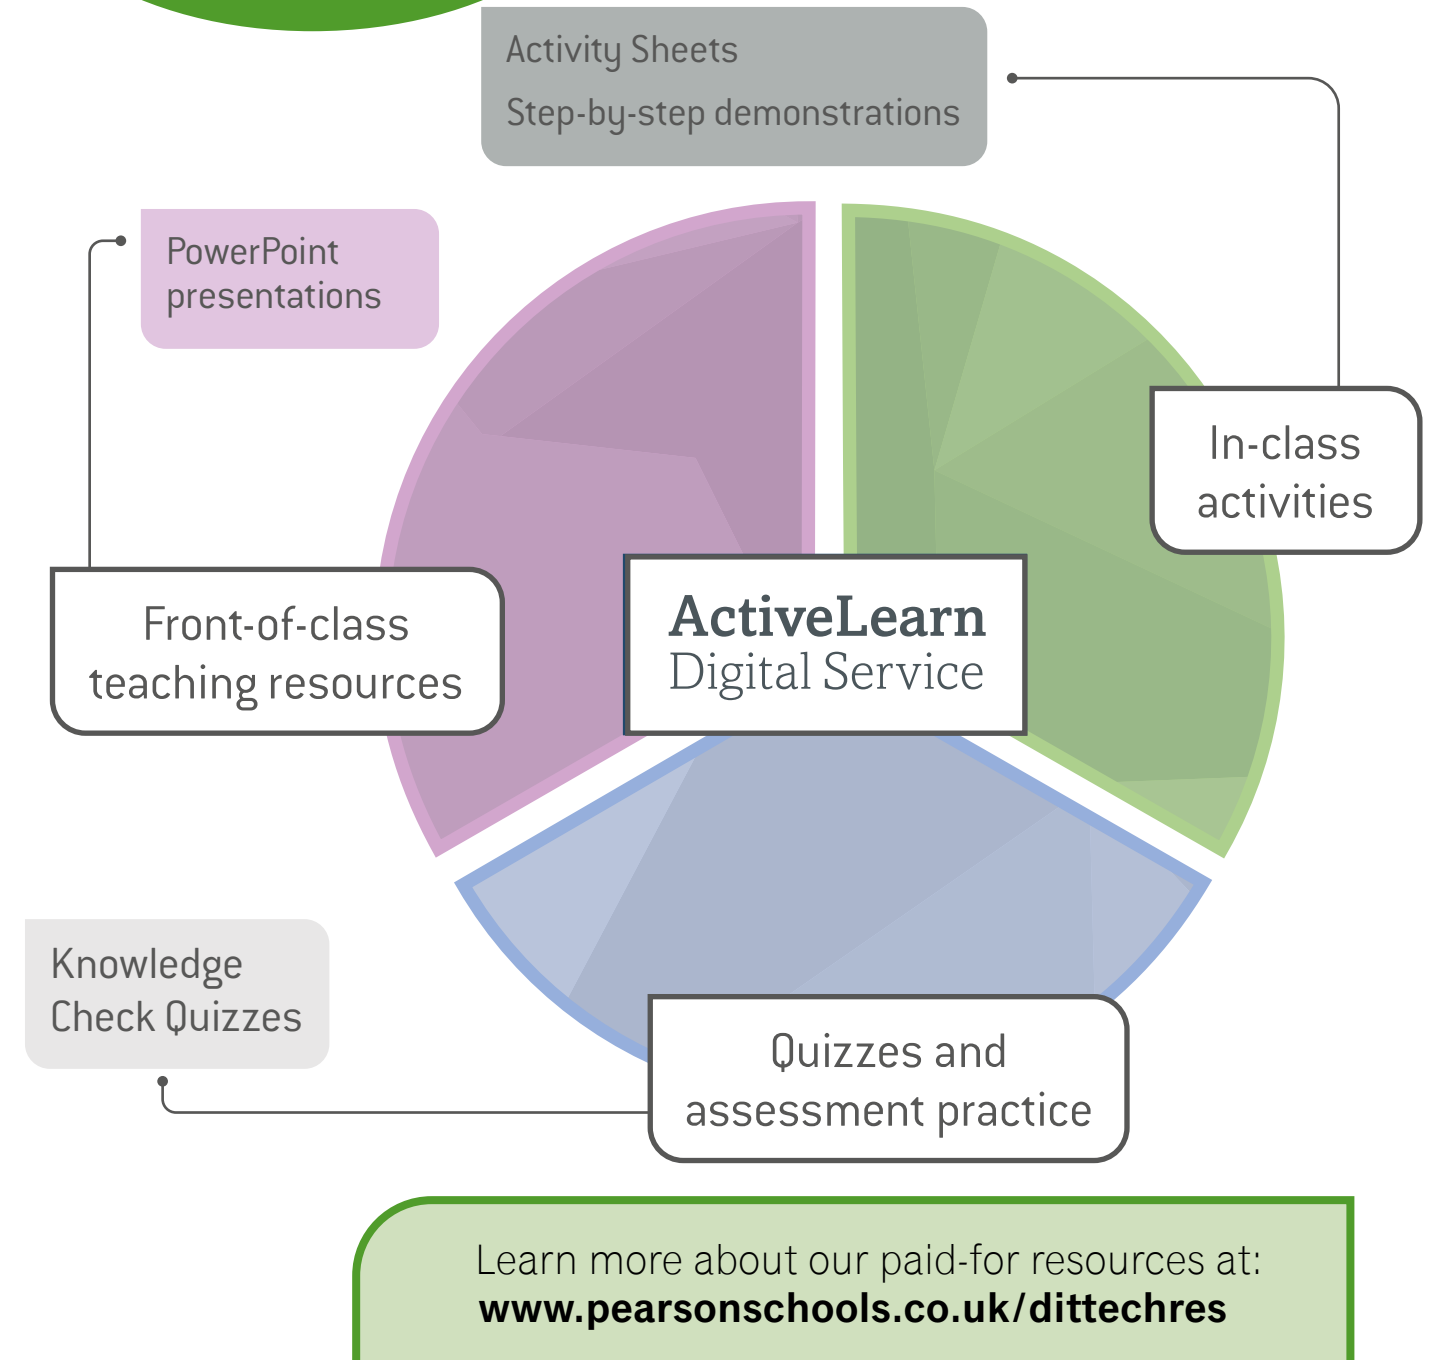 Activity Sheets
Step-by-step demonstrations
PowerPoint
presentations
In-class
activities
Front-of-class
teaching resources
ActiveLearn
Digital Service
Knowledge
Check Quizzes
Quizzes and
assessment practice
Learn more about our paid-for resources at:
www.pearsonschools.co.uk/dittechres